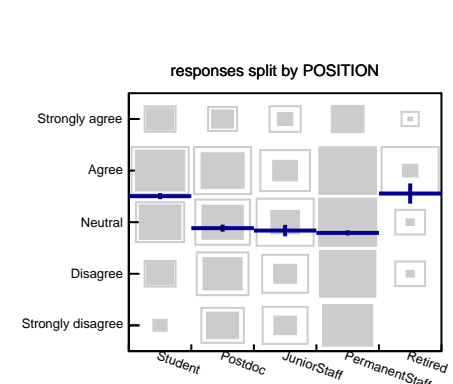 responses split by POSITION
Strongly agree
Agree
Neutral
Disagree
Strongly disagree
Student
Postdoc
JuniorStaff
PermanentStaff
Retired